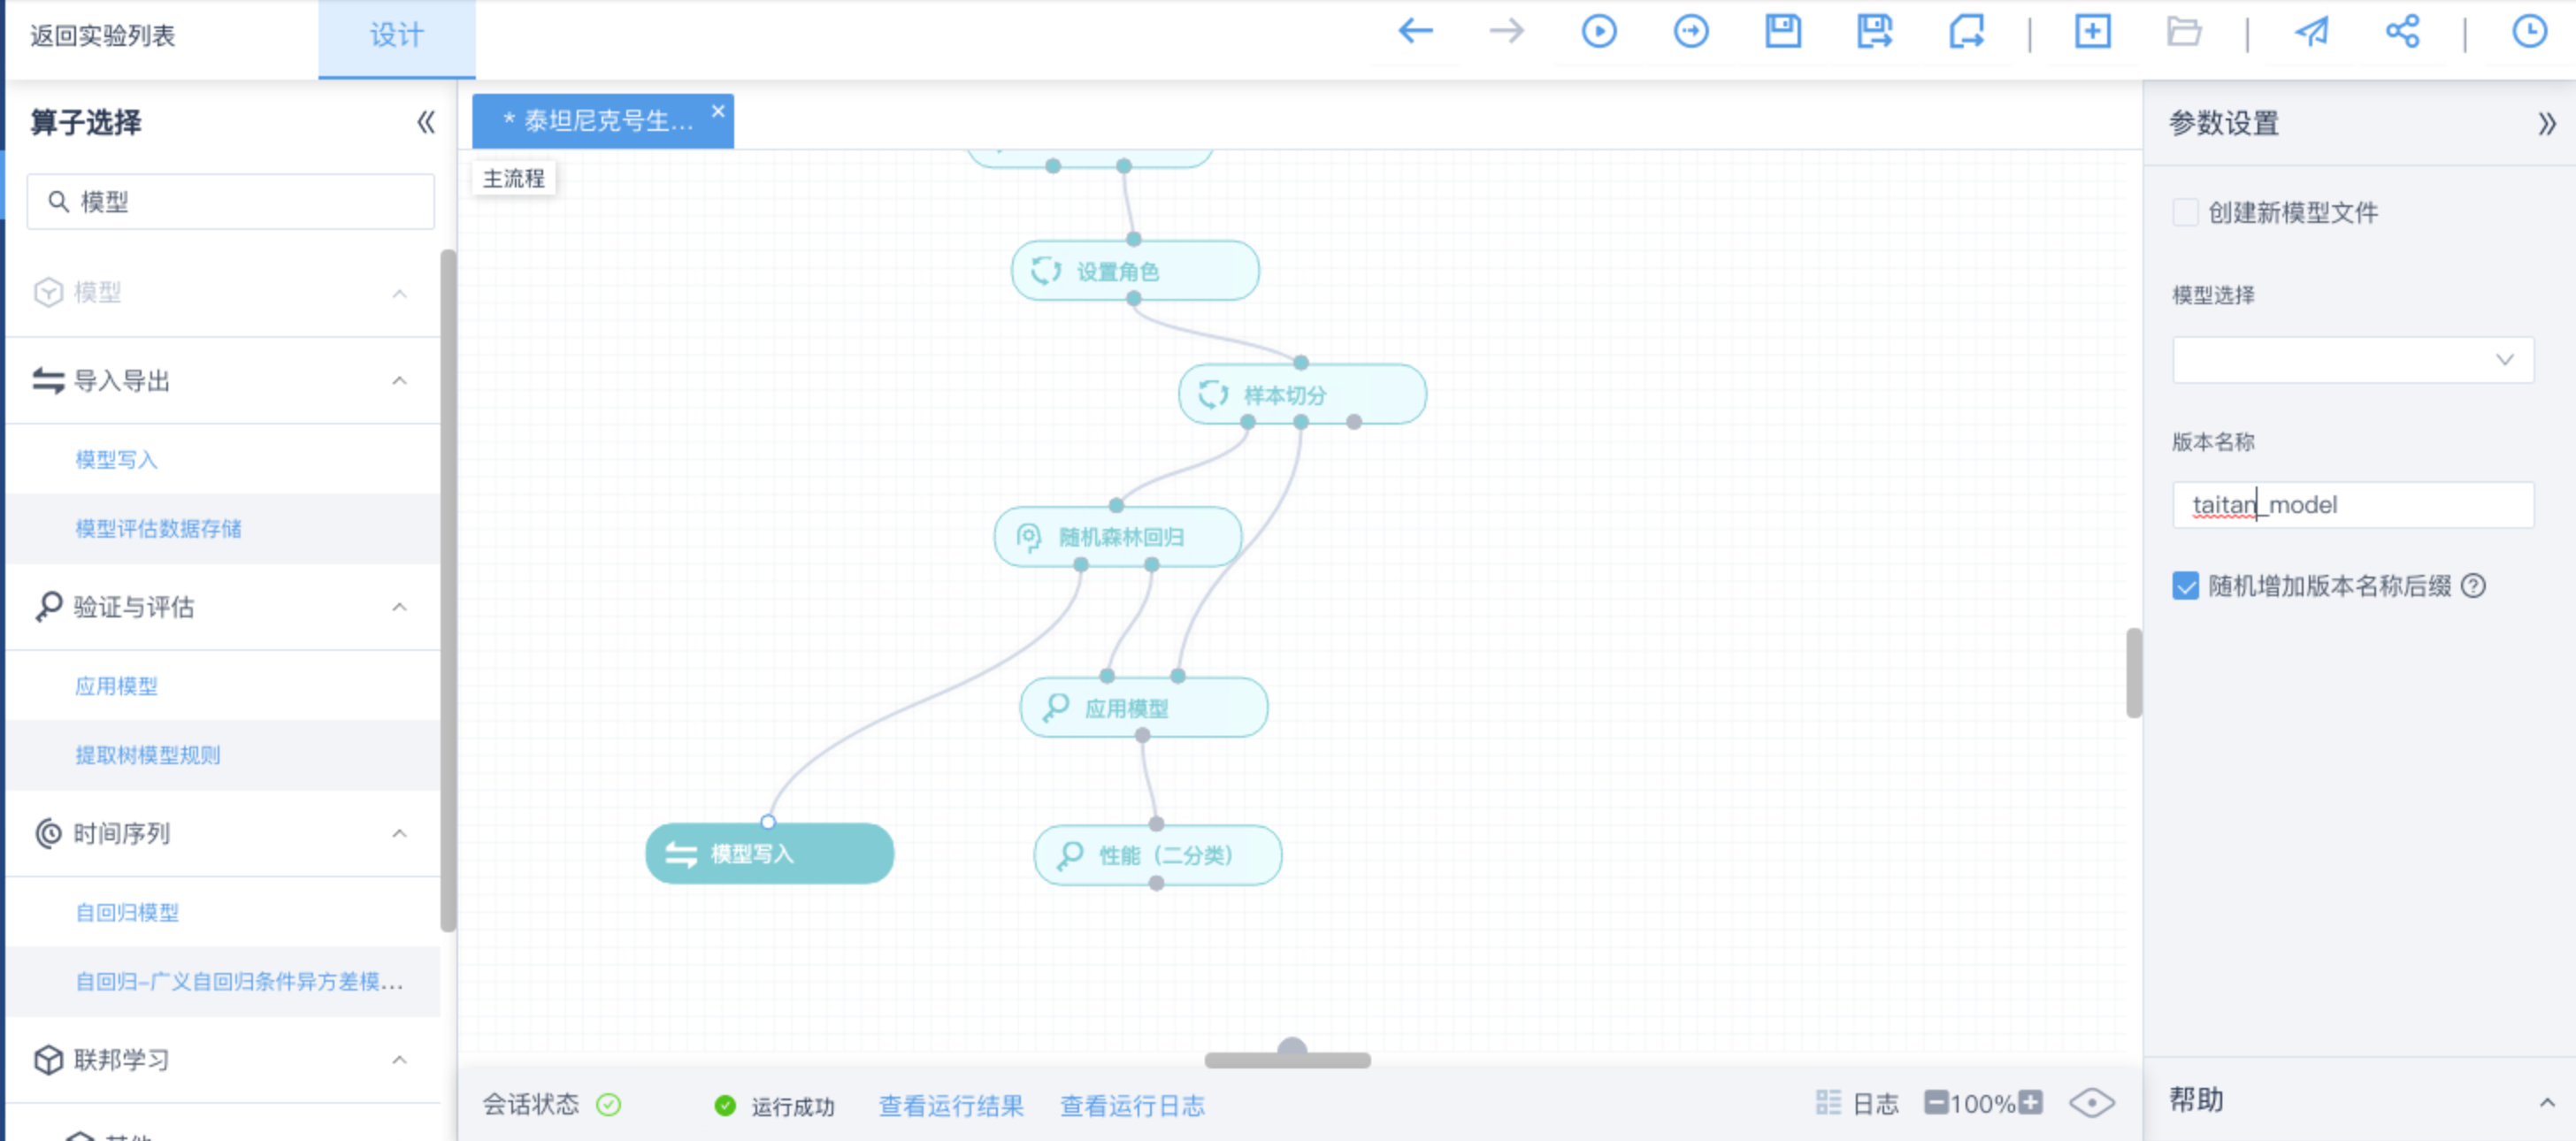 返回实验列表
设计
算子选择
模型
模型
导入导出
模型写入
模型评估数据存储
验证与评估
应用模型
提取树模型规则
时间序列
自回归模型
自回归-广义自回归条件异方差模...
联邦学习
* 泰坦尼克号生...
主流程
设置角色
样本切分
随机森林回归
应用模型
模型写入
性能（二分类）
会话状态
运行成功
查看运行结果
查看运行日志
日志
100%
参数设置
创建新模型文件
模型选择
版本名称
taitan_model
随机增加版本名称后缀
帮助